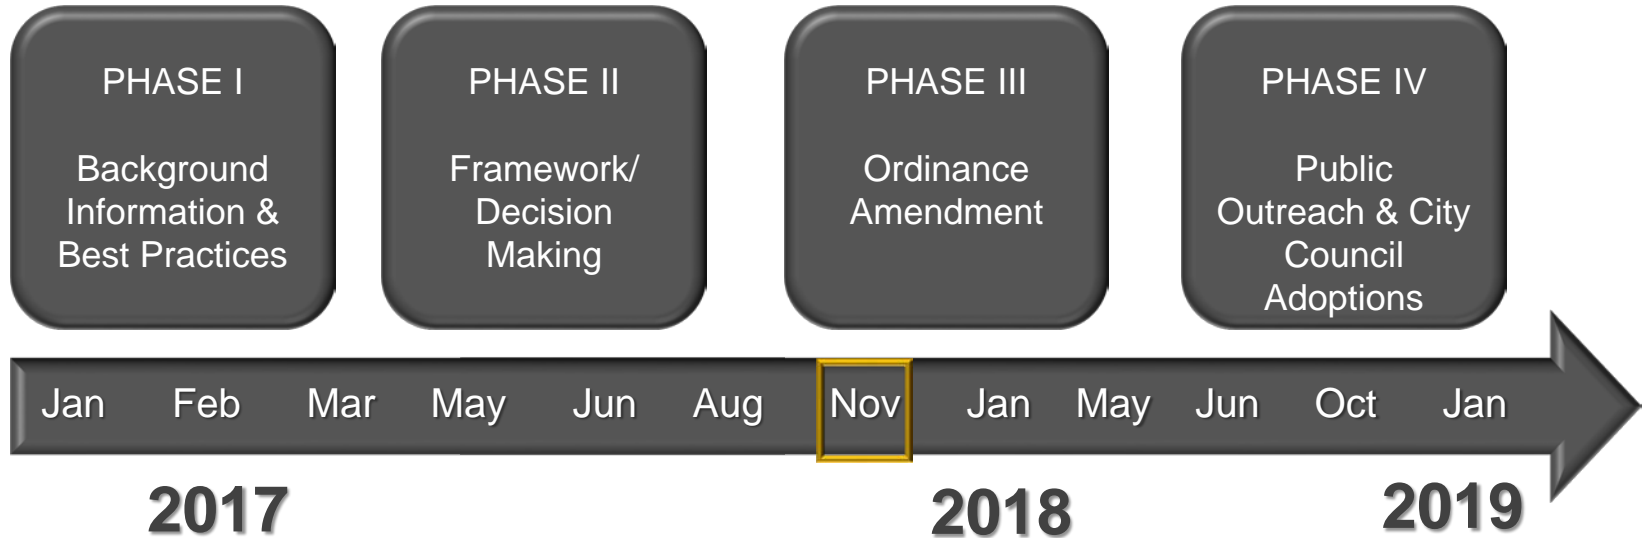 PHASE I
Background
Information &
Best Practices
PHASE II
Framework/
Decision
Making
PHASE III
Ordinance
Amendment
PHASE IV
Public
Outreach & City
Council
Adoptions
Jan Feb Mar May Jun Aug Nov Jan May Jun Oct Jan
2017 2018 2019